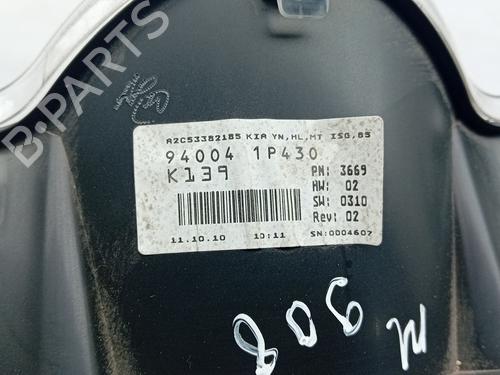 B-PARTS
A2C53382185 KIA YN,HL,MT ISG,85
94004 1P430
K139
PN: 3669
HW: 02
SW: 0310
Rev: 02
11.10.10 10:11 SN:0004607
M 908